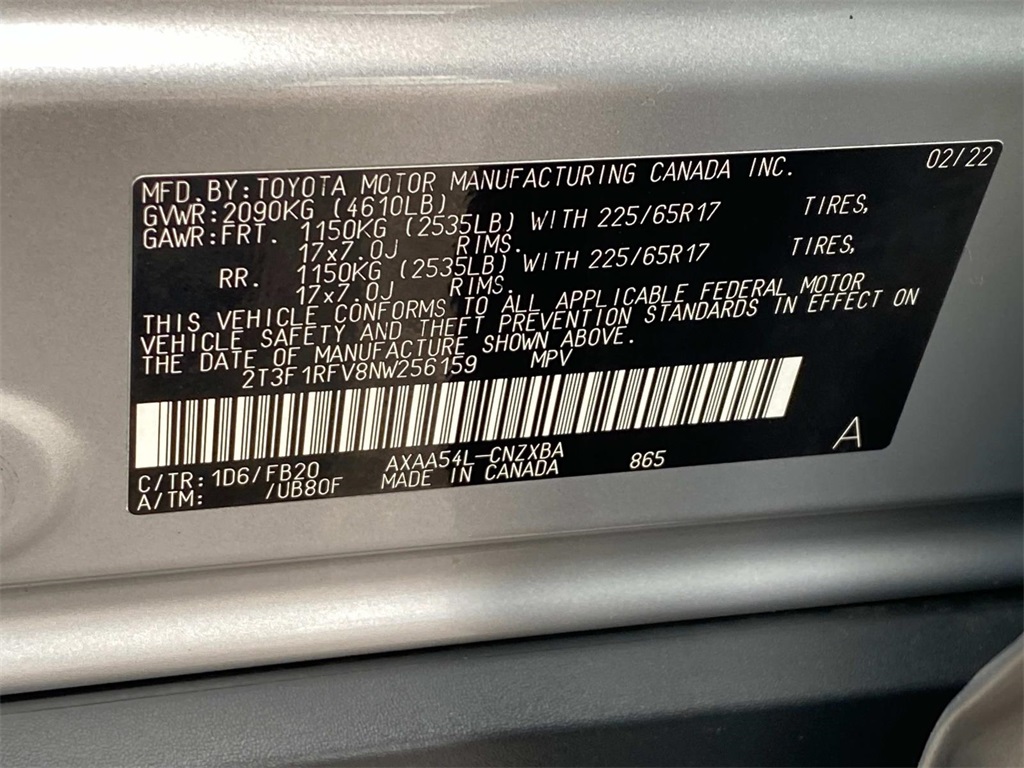 MFD.BY:TOYOTA MOTOR MANUFACTURING CANADA INC. 02/22
GVWR:2090KG (4610LB)
GAWR:FRT. 1150KG (2535LB) WITH 225/65R17 TIRES,
17x7.0J RIMS.
RR. 1150KG (2535LB) WITH 225/65R17 TIRES,
17x7.0J RIMS.
THIS VEHICLE CONFORMS TO ALL APPLICABLE FEDERAL MOTOR
VEHICLE SAFETY AND THEFT PREVENTION STANDARDS IN EFFECT ON
THE DATE OF MANUFACTURE SHOWN ABOVE.
2T3F1RFV8NW256159 MPV
C/TR:1D6/FB20 AXAA54L-CNZXBA 865 A
A/TM: /UB80F MADE IN CANADA